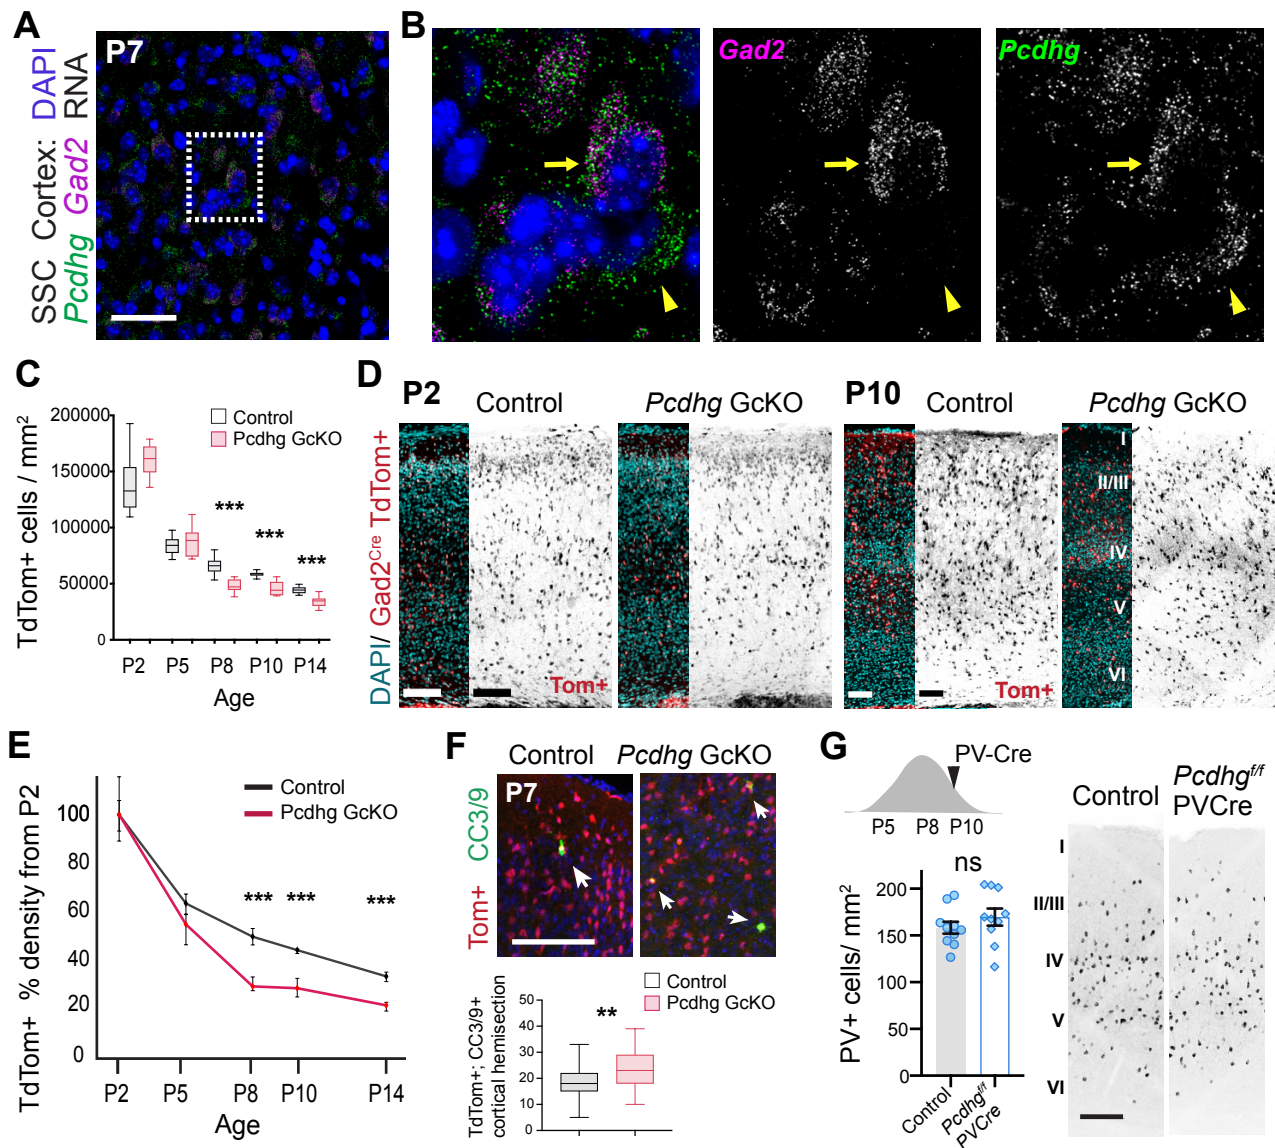 A
P7
SSC Cortex: DAPI
Pcdhg Gad2 RNA
B
Gad2
Pcdhg
C
TdTom+ cells / mm²
200000
150000
100000
50000
0
Control
Pcdhg GcKO
***
***
***
P2 P5 P8 P10 P14
Age
D
P2
Control
Pcdhg GcKO
DAPI/ Gad2Cre TdTom+
Tom+
P10
Control
Pcdhg GcKO
Tom+
I
II/III
IV
V
VI
E
TdTom+ % density from P2
100
80
60
40
20
0
Control
Pcdhg GcKO
***
***
***
P2 P5 P8 P10 P14
Age
F
Control
Pcdhg GcKO
Tom+ CC3/9
P7
Control
Pcdhg GcKO
TdTom+; CC3/9+
cortical hemisection
50
40
30
20
10
0
**
G
PV-Cre
P5 P8 P10
ns
PV+ cells/ mm²
200
150
100
50
0
Control
Pcdhgf/f
PVCre
Control
Pcdhgf/f
PVCre
I
II/III
IV
V
VI